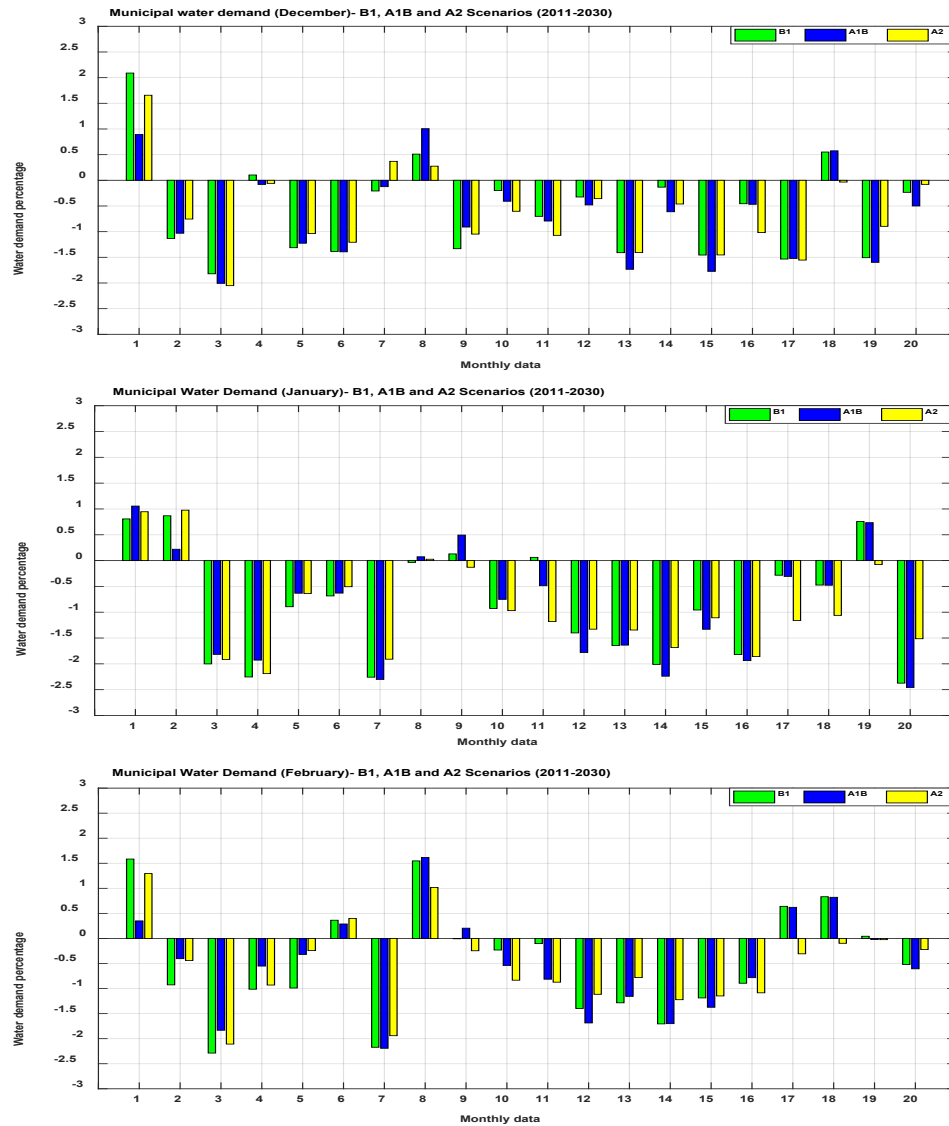 Municipal water demand (December)- B1, A1B and A2 Scenarios (2011-2030)
B1 A1B A2
3
2.5
2
1.5
1
0.5
0
-0.5
-1
-1.5
-2
-2.5
-3
Water demand percentage
1 2 3 4 5 6 7 8 9 10 11 12 13 14 15 16 17 18 19 20
Monthly data
Municipal Water Demand (January)- B1, A1B and A2 Scenarios (2011-2030)
B1 A1B A2
3
2.5
2
1.5
1
0.5
0
-0.5
-1
-1.5
-2
-2.5
-3
Water demand percentage
1 2 3 4 5 6 7 8 9 10 11 12 13 14 15 16 17 18 19 20
Monthly data
Municipal Water Demand (February)- B1, A1B and A2 Scenarios (2011-2030)
B1 A1B A2
3
2.5
2
1.5
1
0.5
0
-0.5
-1
-1.5
-2
-2.5
-3
Water demand percentage
1 2 3 4 5 6 7 8 9 10 11 12 13 14 15 16 17 18 19 20
Monthly data